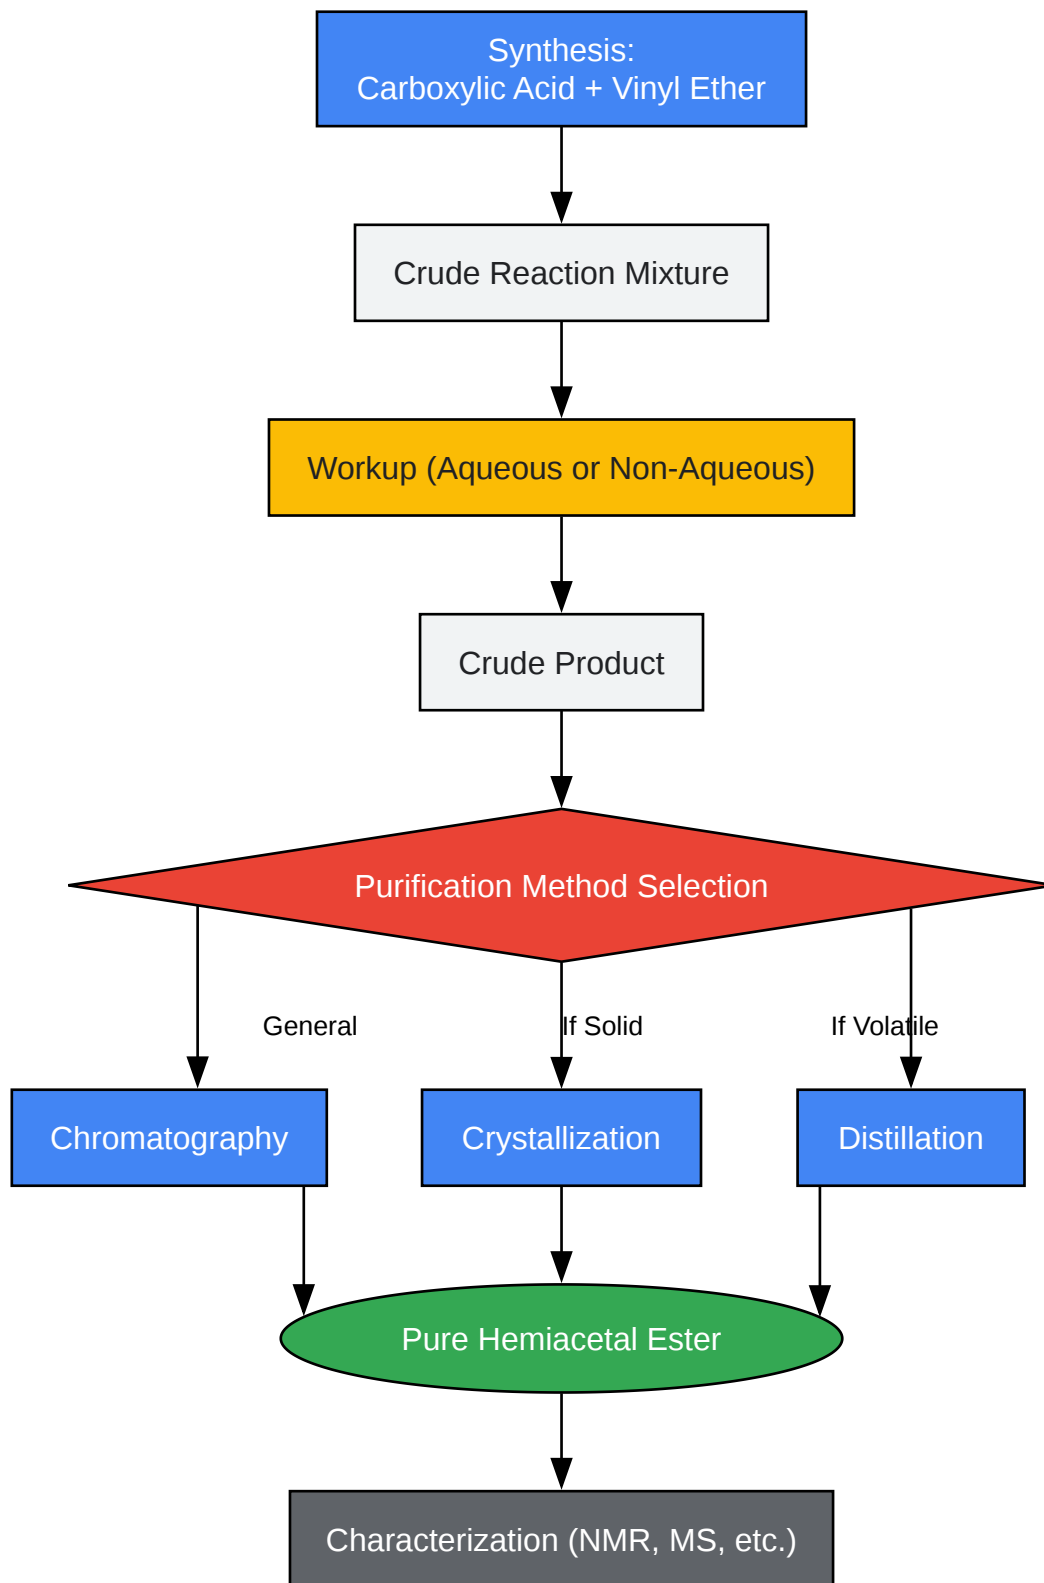 Synthesis:
Carboxylic Acid + Vinyl Ether
Crude Reaction Mixture
Workup (Aqueous or Non-Aqueous)
Crude Product
Purification Method Selection
General
If Solid
If Volatile
Chromatography
Crystallization
Distillation
Pure Hemiacetal Ester
Characterization (NMR, MS, etc.)